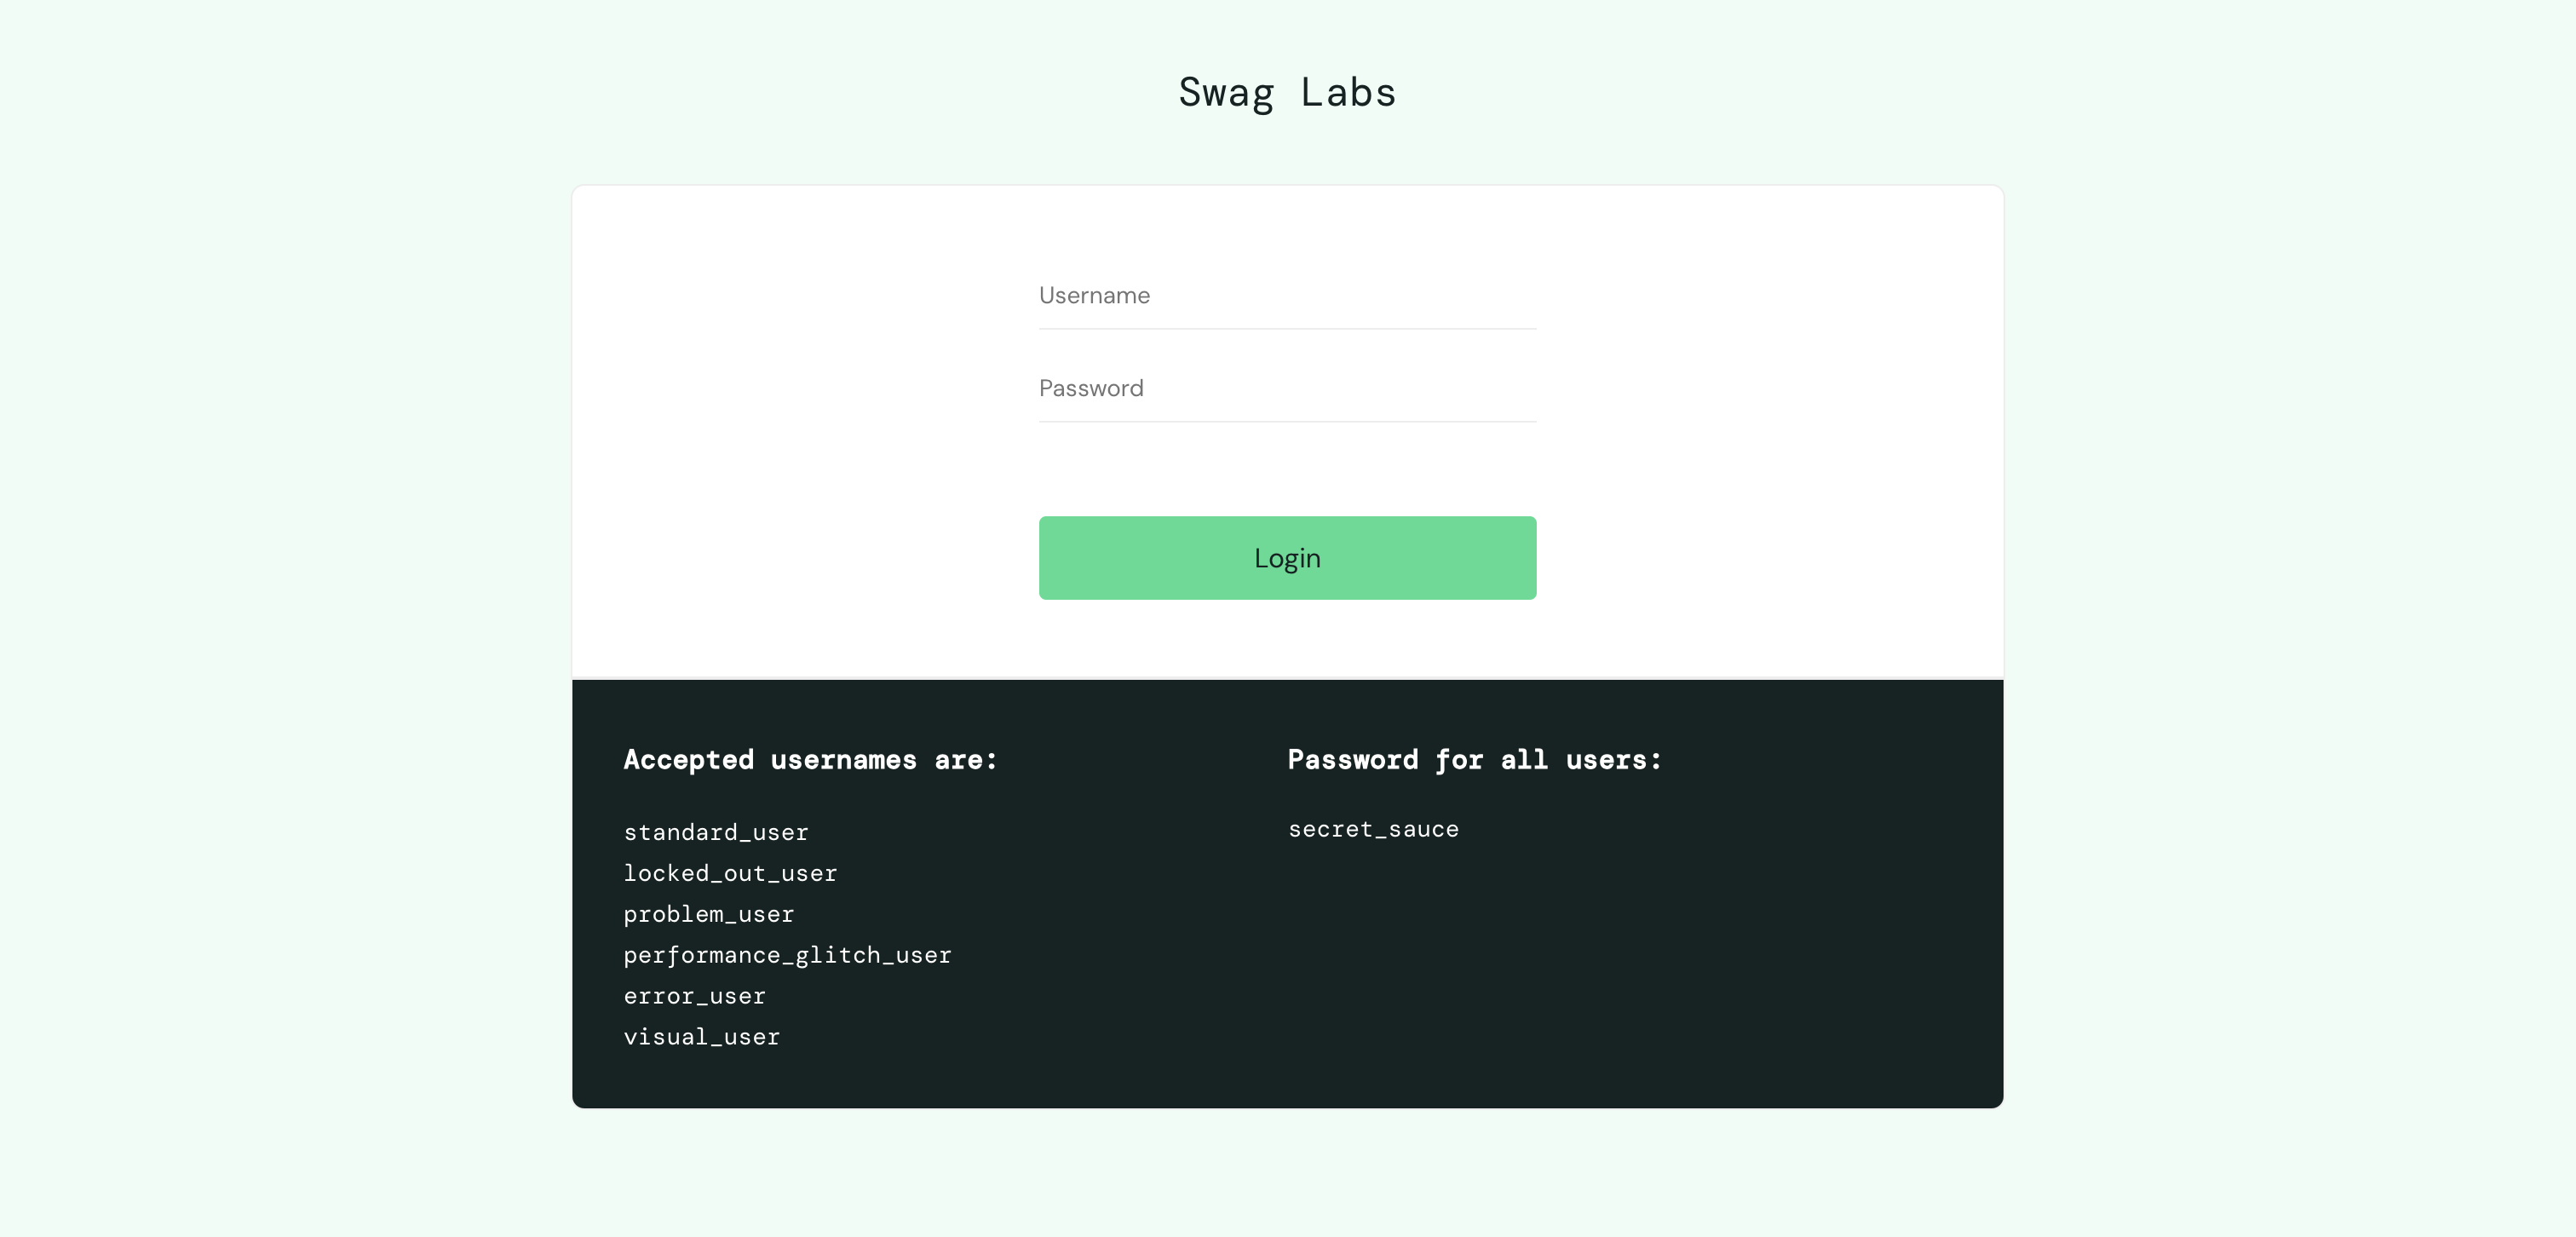 Swag Labs
Username
Password
Login
Accepted usernames are:
standard_user
locked_out_user
problem_user
performance_glitch_user
error_user
visual_user
Password for all users:
secret_sauce